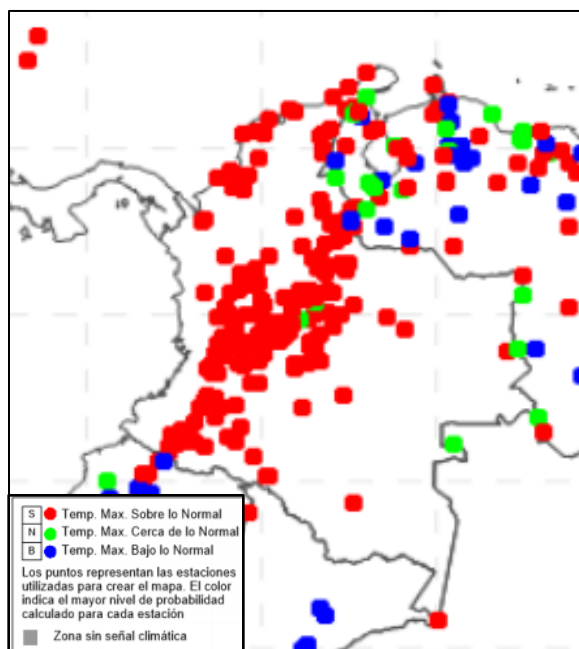 S Temp. Max. Sobre lo Normal
N Temp. Max. Cerca de lo Normal
B Temp. Max. Bajo lo Normal
Los puntos representan las estaciones
utilizadas para crear el mapa. El color
indica el mayor nivel de probabilidad
calculado para cada estación
Zona sin señal climática